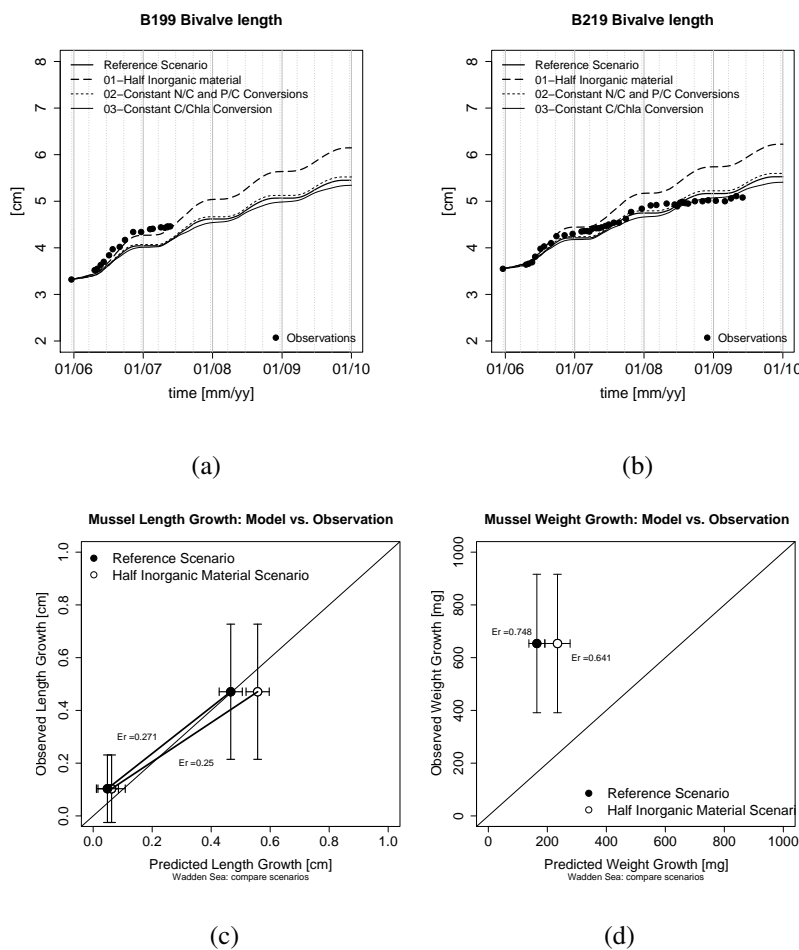 B199 Bivalve length
8
7
6
5
4
3
2
[cm]
Reference Scenario
01−Half Inorganic material
02−Constant N/C and P/C Conversions
03−Constant C/Chla Conversion
Observations
01/06 01/07 01/08 01/09 01/10
time [mm/yy]
(a)
B219 Bivalve length
8
7
6
5
4
3
2
[cm]
Reference Scenario
01−Half Inorganic material
02−Constant N/C and P/C Conversions
03−Constant C/Chla Conversion
Observations
01/06 01/07 01/08 01/09 01/10
time [mm/yy]
(b)
Mussel Length Growth: Model vs. Observation
1.0
0.8
0.6
0.4
0.2
0.0
Observed Length Growth [cm]
Reference Scenario
Half Inorganic Material Scenario
Er =0.271
Er =0.25
0.0 0.2 0.4 0.6 0.8 1.0
Predicted Length Growth [cm]
Wadden Sea: compare scenarios
(c)
Mussel Weight Growth: Model vs. Observation
1000
800
600
400
200
0
Observed Weight Growth [mg]
Er =0.748
Er =0.641
Reference Scenario
Half Inorganic Material Scenari
0 200 400 600 800 1000
Predicted Weight Growth [mg]
Wadden Sea: compare scenarios
(d)